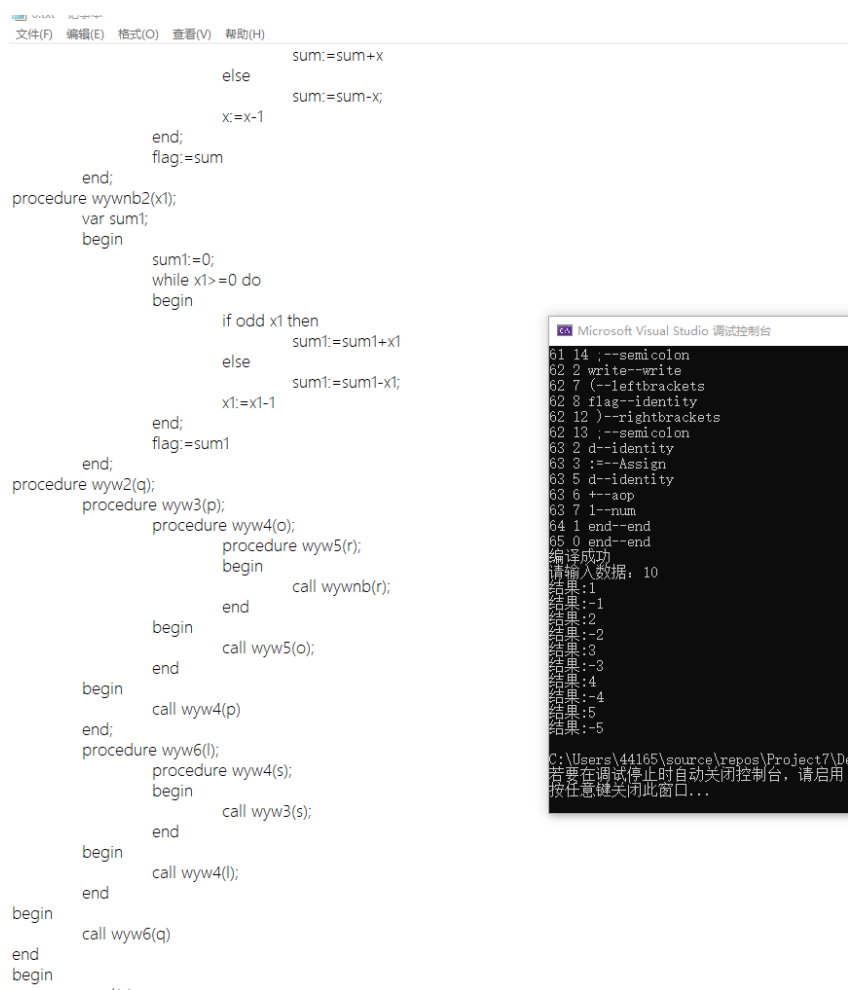 文件(F) 编辑(E) 格式(O) 查看(V) 帮助(H)
sum:=sum+x
else
sum:=sum-x;
x:=x-1
end;
flag:=sum
end;
procedure wywnb2(x1);
var sum1;
begin
sum1:=0;
while x1>=0 do
begin
if odd x1 then
sum1:=sum1+x1
else
sum1:=sum1-x1;
x1:=x1-1
end;
flag:=sum1
end;
procedure wyw2(q);
procedure wyw3(p);
procedure wyw4(o);
procedure wyw5(r);
begin
call wywnb(r);
end
begin
call wyw5(o);
end
begin
call wyw4(p)
end;
procedure wyw6(l);
procedure wyw4(s);
begin
call wyw3(s);
end
begin
call wyw4(l);
end
begin
call wyw6(q)
end
begin
Microsoft Visual Studio 调试控制台
61 14 ;--semicolon
62 2 write--write
62 7 (--leftbrackets
62 8 flag--identity
62 12 )--rightbrackets
62 13 ;--semicolon
63 2 d--identity
63 3 :=--Assign
63 5 d--identity
63 6 +--aop
63 7 1--num
64 1 end--end
65 0 end--end
编译成功
请输入数据：10
结果:1
结果:-1
结果:2
结果:-2
结果:3
结果:-3
结果:4
结果:-4
结果:5
结果:-5
C:\Users\44165\source\repos\Project7\De
若要在调试停止时自动关闭控制台，请启用
按任意键关闭此窗口...